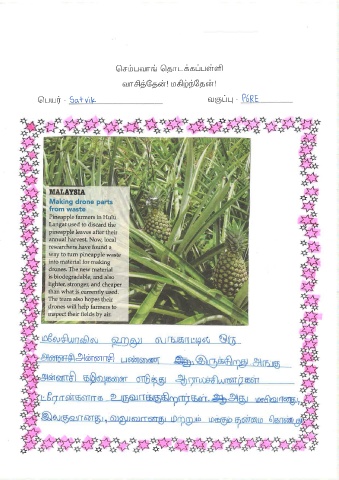 செம்பவாங் தொடக்கப்பள்ளி
வாசித்தேன்! மகிழ்ந்தேன்!
பெயர் - Satvik வகுப்பு - P5RE
MALAYSIA
Making drone parts
from waste
Pineapple farmers in Hulu
Langat used to discard the
pineapple leaves after their
annual harvest. Now, local
researchers have found a
way to turn pineapple waste
into material for making
drones. The new material
is biodegradable, and also
lighter, stronger, and cheaper
than what is currently used.
The team also hopes their
drones will help farmers to
inspect their fields by air.
மலேசியாவில் ஹுலு லங்காட்டில் ஒரு
அன்னாசி பண்ணை இருக்கிறது அங்கு
அன்னாசி கழிவுகளை எடுத்து ஆராய்ச்சியாளர்கள்
ட்ரோன்களாக உருவாக்குகிறார்கள். அது மலிவானது,
இலகுவானது, வலுவானது மற்றும் மக்கும் தன்மை கொண்டது